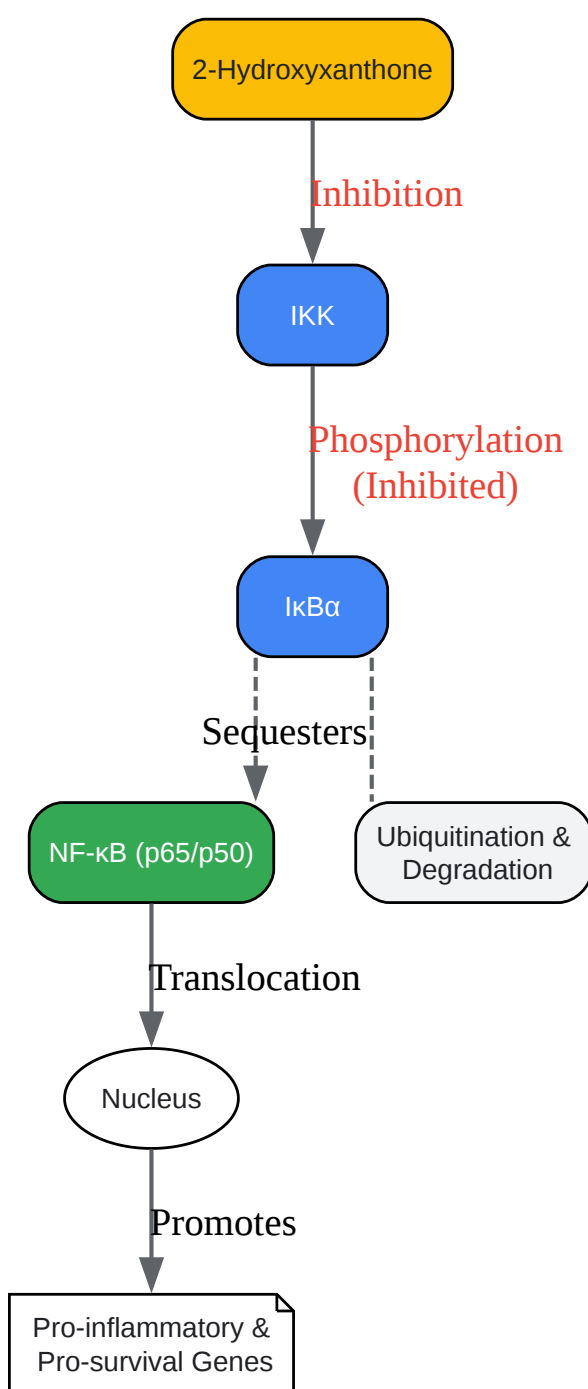 2-Hydroxyxanthone
Inhibition
IKK
Phosphorylation
(Inhibited)
IκBα
Sequesters
NF-κB (p65/p50)
Ubiquitination &
Degradation
Translocation
Nucleus
Promotes
Pro-inflammatory &
Pro-survival Genes